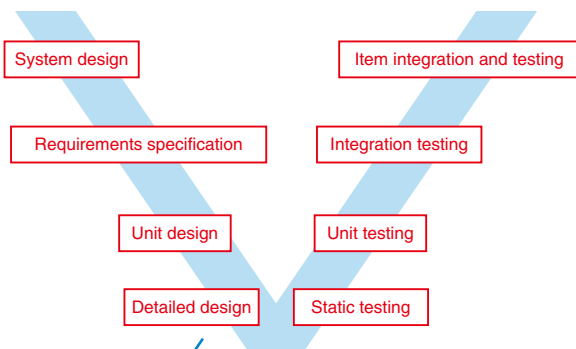 System design
Item integration and testing
Requirements specification
Integration testing
Unit design
Unit testing
Detailed design
Static testing